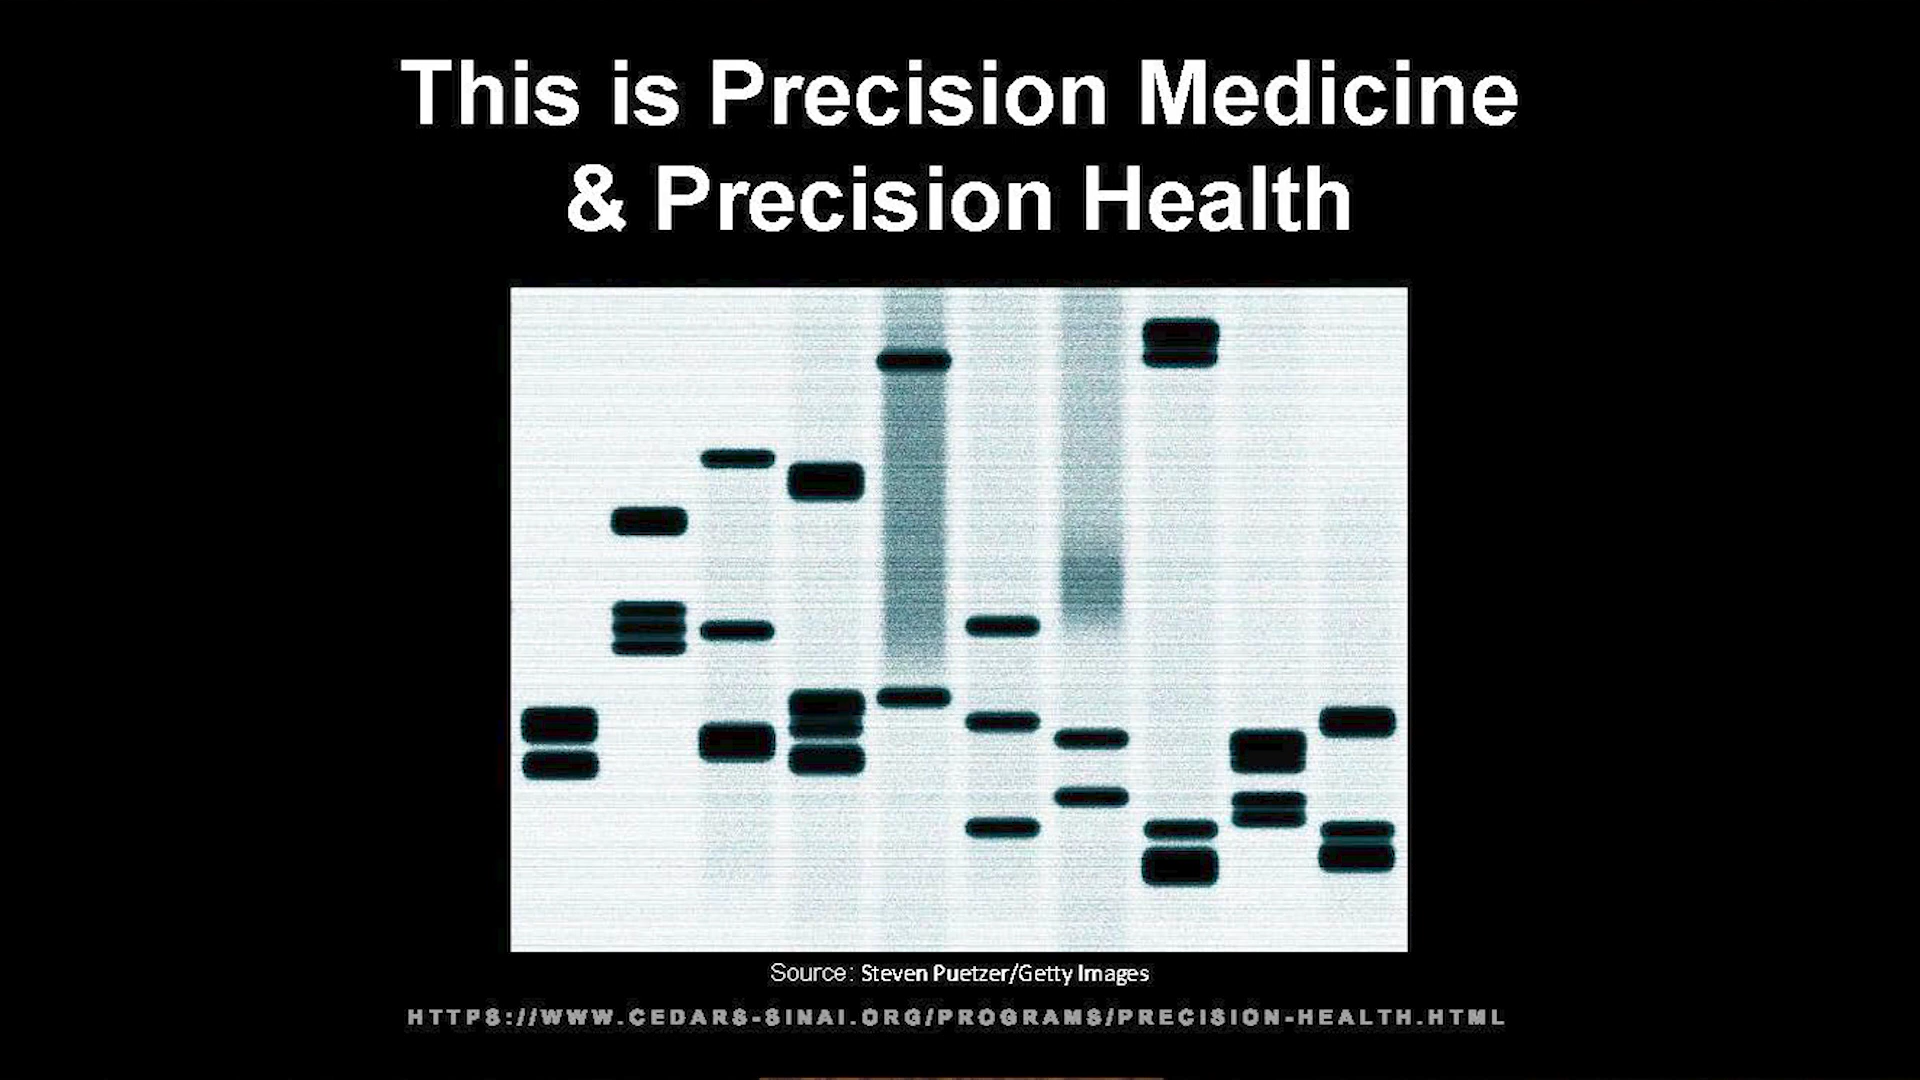 This is Precision Medicine
& Precision Health
Source: Steven Puetzer/Getty Images
HTTPS://WWW.CEDARS-SINAI.ORG/PROGRAMS/PRECISION-HEALTH.HTML